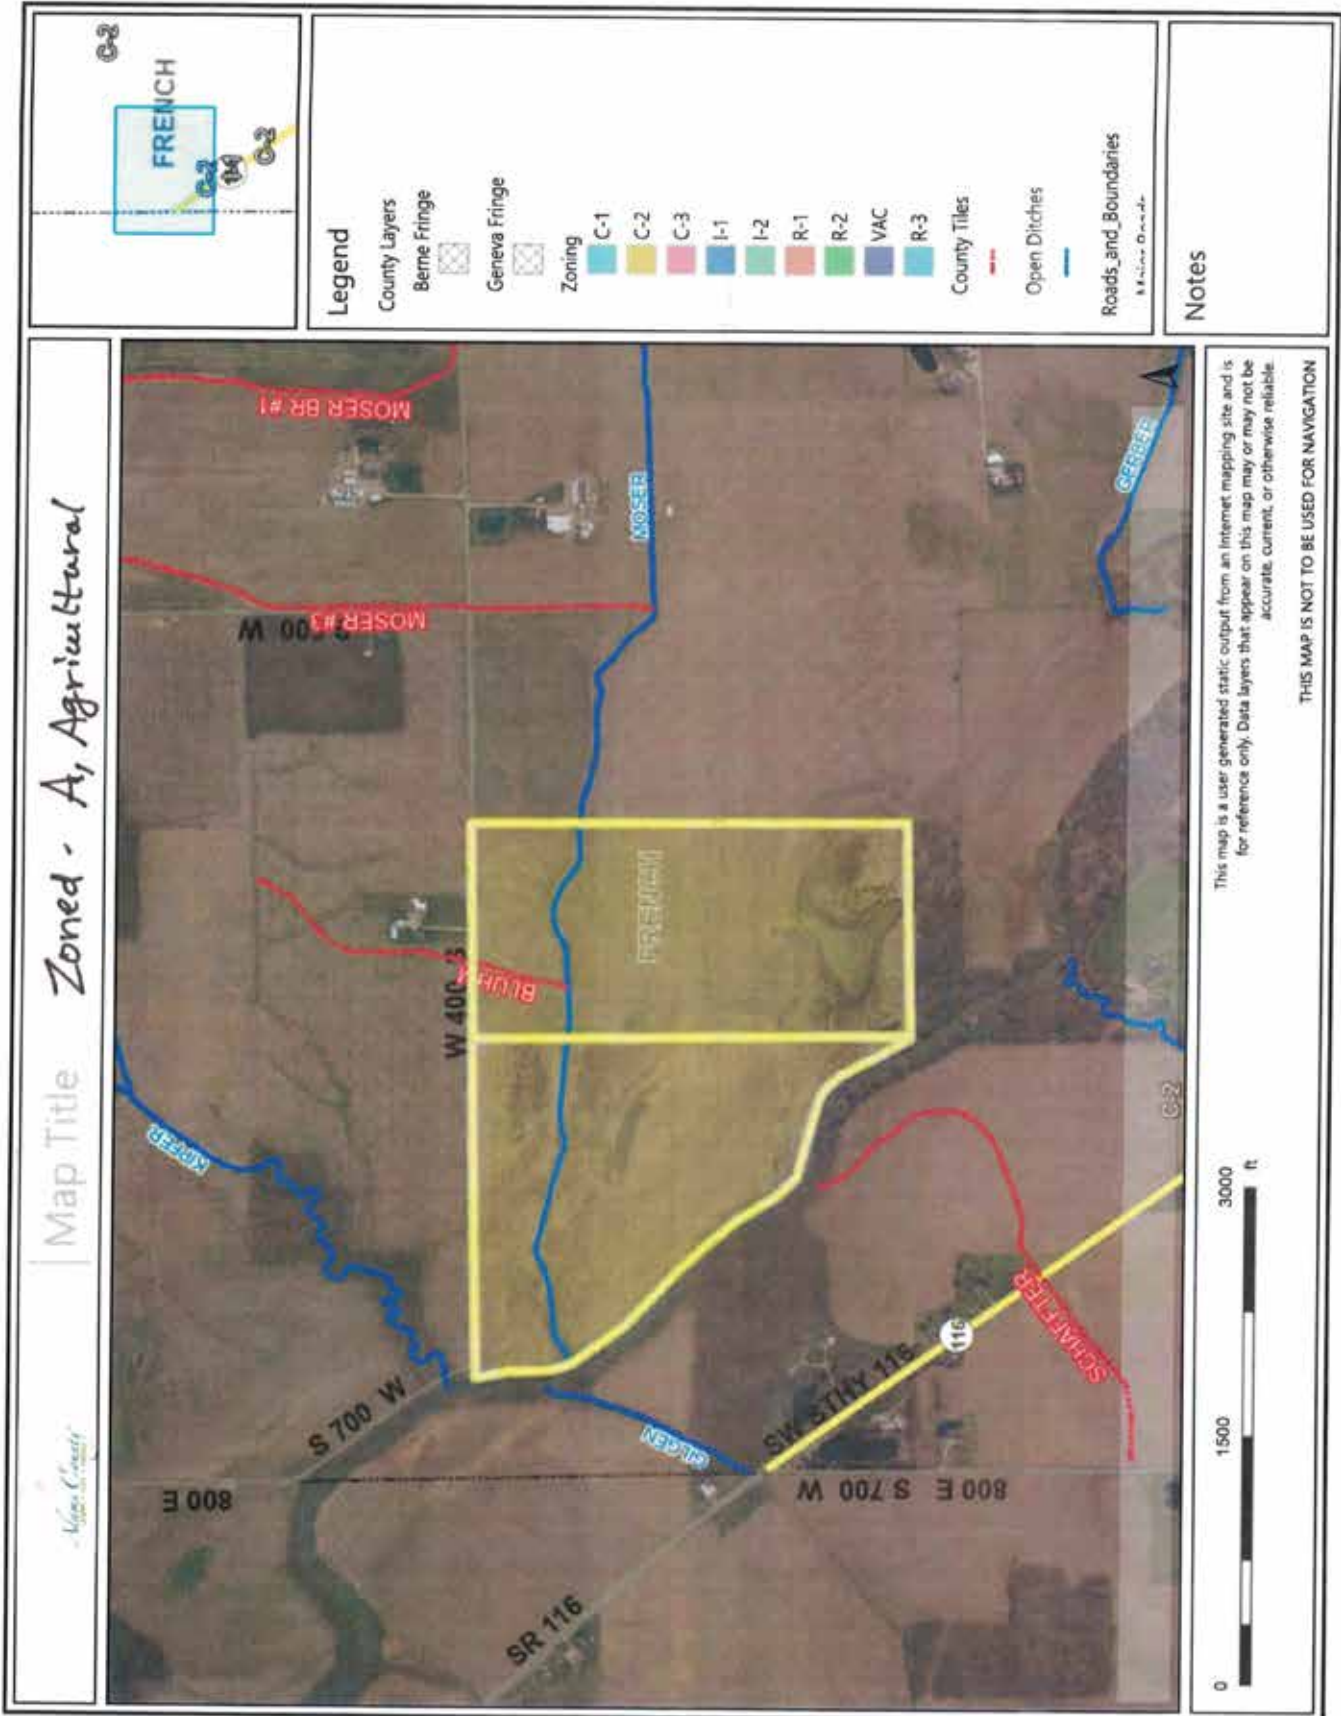 Map Title
Zoned - A, Agricultural
FRENCH
C-2
C-2
C-2
Legend
County Layers
Berne Fringe
Geneva Fringe
Zoning
C-1
C-2
C-3
I-1
I-2
R-1
R-2
VAC
R-3
County Tiles
Open Ditches
Roads_and_Boundaries
Notes
MOSER BR #1
MOSER #3
MOSER
GERBER
W 400 S
FRENCH
KIPFER
S 700 W
800 E
GILGEN
SW STHY 116
116
SCHAFFTER
800 E S 700 W
SR 116
C-2
0 1500 3000
ft
This map is a user generated static output from an Internet mapping site and is
for reference only. Data layers that appear on this map may or may not be
accurate, current, or otherwise reliable.
THIS MAP IS NOT TO BE USED FOR NAVIGATION